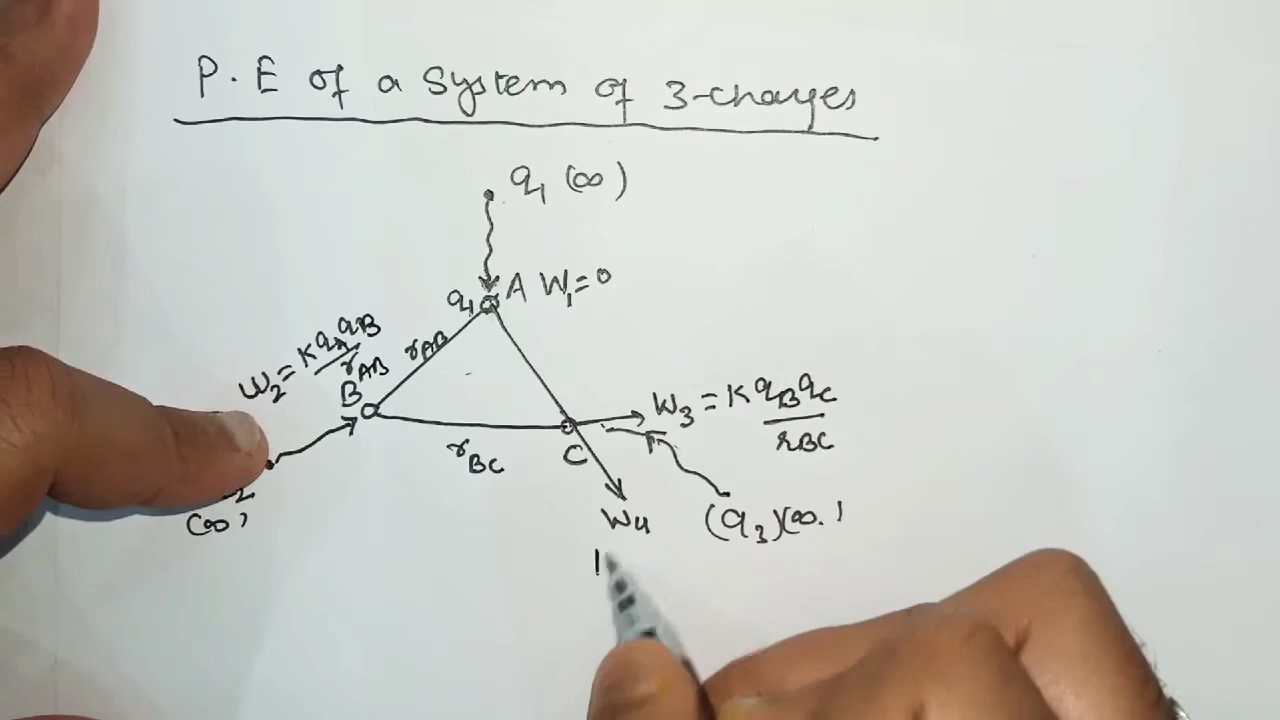 P.E of a System of 3-charges
q₁ (∞)
q₁ A W₁=0
W₂ = K qA qB / rAB
rAB
B
W₃ = K qB qC / rBC
rBC
C
(∞)
W₄
(q₃)(∞.)